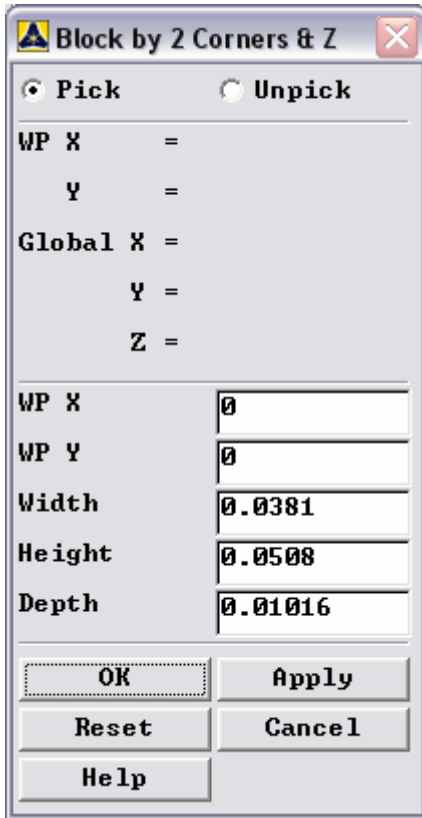 Block by 2 Corners & Z
Pick Unpick
WP X =
Y =
Global X =
Y =
Z =
WP X 0
WP Y 0
Width 0.0381
Height 0.0508
Depth 0.01016
OK Apply
Reset Cancel
Help